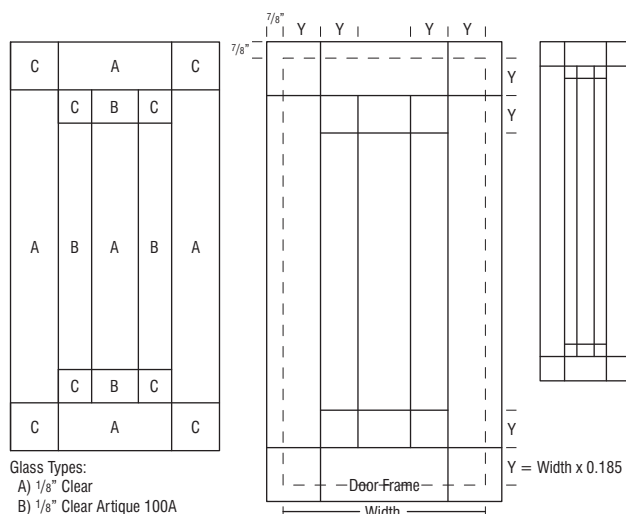 C A C
C B C
A B A B A
C B C
C A C
Glass Types:
A) 1/8" Clear
B) 1/8" Clear Artique 100A
7/8" Y Y Y Y
7/8"
Y
Y
Y
Y = Width x 0.185
Door Frame
Width